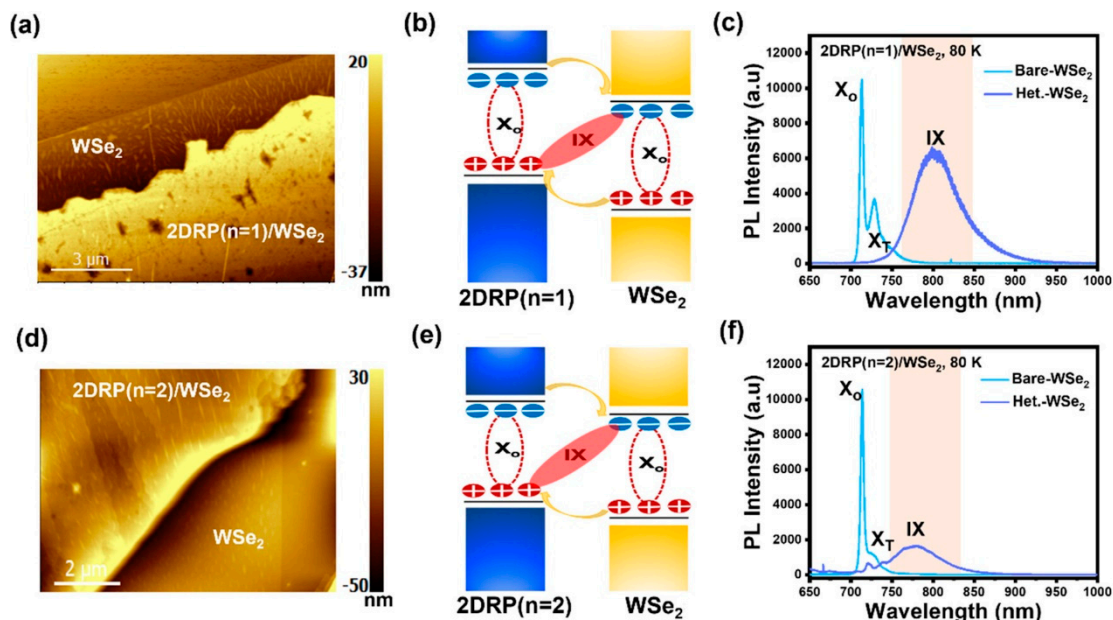 (a)
20
WSe₂
2DRP(n=1)/WSe₂
3 µm
-37
nm
(b)
X₀
IX
X₀
2DRP(n=1)
WSe₂
(c)
PL Intensity (a.u)
12000
10000
8000
6000
4000
2000
0
2DRP(n=1)/WSe₂, 80 K
Bare-WSe₂
Het.-WSe₂
X₀
IX
X_T
650 700 750 800 850 900 950 1000
Wavelength (nm)
(d)
30
2DRP(n=2)/WSe₂
WSe₂
2 µm
-50
nm
(e)
X₀
IX
X₀
2DRP(n=2)
WSe₂
(f)
PL Intensity (a.u)
12000
10000
8000
6000
4000
2000
0
2DRP(n=2)/WSe₂, 80 K
Bare-WSe₂
Het.-WSe₂
X₀
X_T
IX
650 700 750 800 850 900 950 1000
Wavelength (nm)